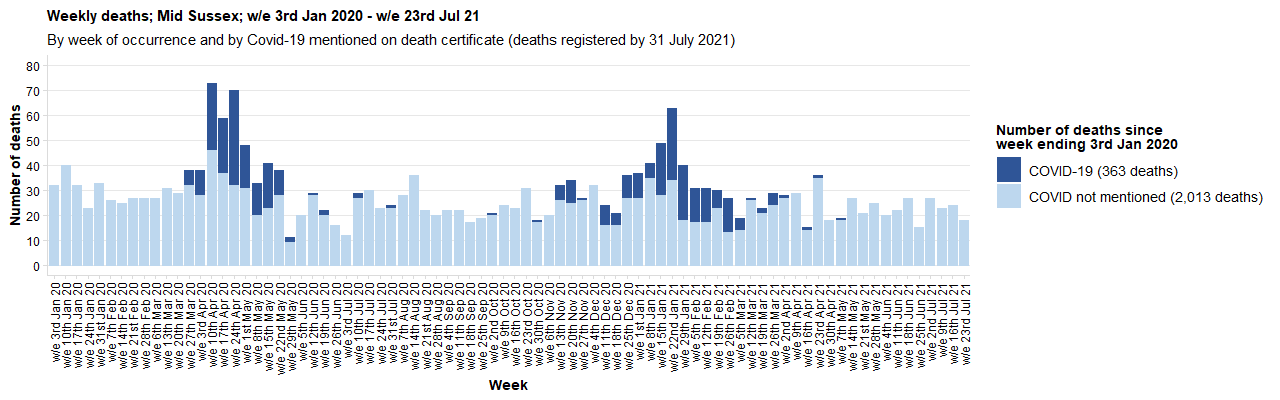 Weekly deaths; Mid Sussex; w/e 3rd Jan 2020 - w/e 23rd Jul 21
By week of occurrence and by Covid-19 mentioned on death certificate (deaths registered by 31 July 2021)
80
70
60
50
40
30
20
10
0
Number of deaths
w/e 3rd Jan 20
w/e 10th Jan 20
w/e 17th Jan 20
w/e 24th Jan 20
w/e 31st Jan 20
w/e 7th Feb 20
w/e 14th Feb 20
w/e 21st Feb 20
w/e 28th Feb 20
w/e 6th Mar 20
w/e 13th Mar 20
w/e 20th Mar 20
w/e 27th Mar 20
w/e 3rd Apr 20
w/e 10th Apr 20
w/e 17th Apr 20
w/e 24th Apr 20
w/e 1st May 20
w/e 8th May 20
w/e 15th May 20
w/e 22nd May 20
w/e 29th May 20
w/e 5th Jun 20
w/e 12th Jun 20
w/e 19th Jun 20
w/e 26th Jun 20
w/e 3rd Jul 20
w/e 10th Jul 20
w/e 17th Jul 20
w/e 24th Jul 20
w/e 31st Jul 20
w/e 7th Aug 20
w/e 14th Aug 20
w/e 21st Aug 20
w/e 28th Aug 20
w/e 4th Sep 20
w/e 11th Sep 20
w/e 18th Sep 20
w/e 25th Sep 20
w/e 2nd Oct 20
w/e 9th Oct 20
w/e 16th Oct 20
w/e 23rd Oct 20
w/e 30th Oct 20
w/e 6th Nov 20
w/e 13th Nov 20
w/e 20th Nov 20
w/e 27th Nov 20
w/e 4th Dec 20
w/e 11th Dec 20
w/e 18th Dec 20
w/e 25th Dec 20
w/e 1st Jan 21
w/e 8th Jan 21
w/e 15th Jan 21
w/e 22nd Jan 21
w/e 29th Jan 21
w/e 5th Feb 21
w/e 12th Feb 21
w/e 19th Feb 21
w/e 26th Feb 21
w/e 5th Mar 21
w/e 12th Mar 21
w/e 19th Mar 21
w/e 26th Mar 21
w/e 2nd Apr 21
w/e 9th Apr 21
w/e 16th Apr 21
w/e 23rd Apr 21
w/e 30th Apr 21
w/e 7th May 21
w/e 14th May 21
w/e 21st May 21
w/e 28th May 21
w/e 4th Jun 21
w/e 11th Jun 21
w/e 18th Jun 21
w/e 25th Jun 21
w/e 2nd Jul 21
w/e 9th Jul 21
w/e 16th Jul 21
w/e 23rd Jul 21
Week
Number of deaths since
week ending 3rd Jan 2020
COVID-19 (363 deaths)
COVID not mentioned (2,013 deaths)